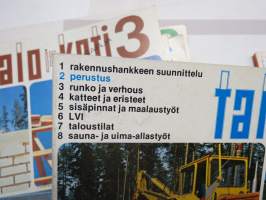 talo koti 3
1 rakennushankkeen suunnittelu
2 perustus
3 runko ja verhous
4 katteet ja eristeet
5 sisäpinnat ja maalaustyöt
6 LVI
7 taloustilat
8 sauna- ja uima-allastyöt
tal